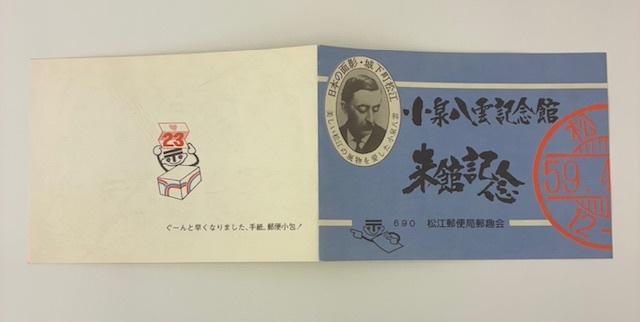 23
ぐーんと早くなりました、手紙、郵便小包!
日本の面影・城下町松江
美しい松江の風物を愛した小泉八雲
小泉八雲記念館
来館記念
松江
59.4
690 松江郵便局郵趣会